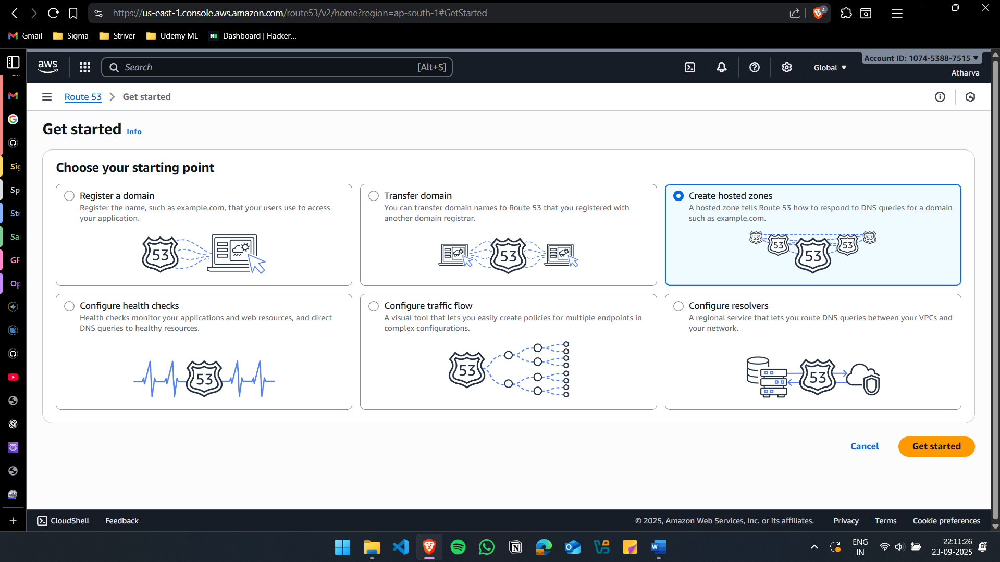 https://us-east-1.console.aws.amazon.com/route53/v2/home?region=ap-south-1#GetStarted
4
Gmail
Sigma
Striver
Udemy ML
Dashboard | Hacker...
aws
Search
[Alt+S]
Global
Account ID: 1074-5388-7515
Atharva
Route 53
Get started
Get started
Info
Sig
Sp
Str
Sa
GF
Op
Choose your starting point
Register a domain
Register the name, such as example.com, that your users use to access
your application.
53
Transfer domain
You can transfer domain names to Route 53 that you registered with
another domain registrar.
53
Create hosted zones
A hosted zone tells Route 53 how to respond to DNS queries for a domain
such as example.com.
53
53
53
53
53
Configure health checks
Health checks monitor your applications and web resources, and direct
DNS queries to healthy resources.
53
Configure traffic flow
A visual tool that lets you easily create policies for multiple endpoints in
complex configurations.
53
Configure resolvers
A regional service that lets you route DNS queries between your VPCs and
your network.
53
Cancel
Get started
CloudShell
Feedback
© 2025, Amazon Web Services, Inc. or its affiliates.
Privacy
Terms
Cookie preferences
ENG
IN
22:11:26
23-09-2025